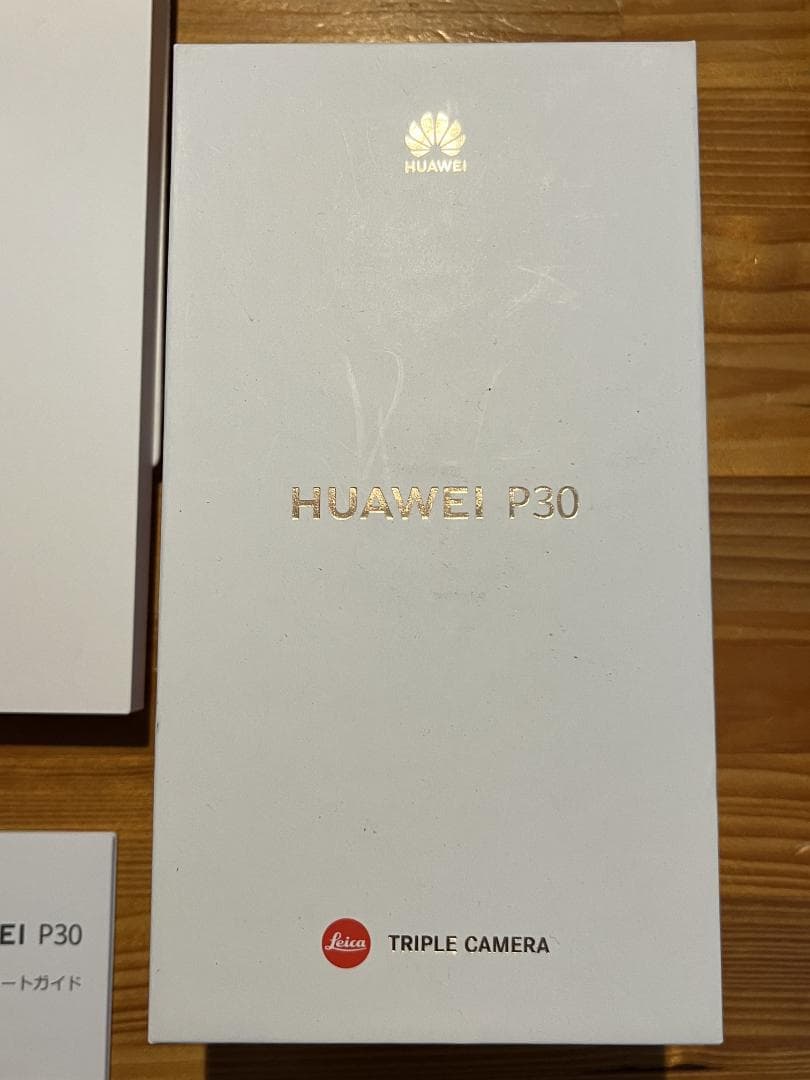 HUAWEI
HUAWEI P30
Leica TRIPLE CAMERA
EI P30
ートガイド